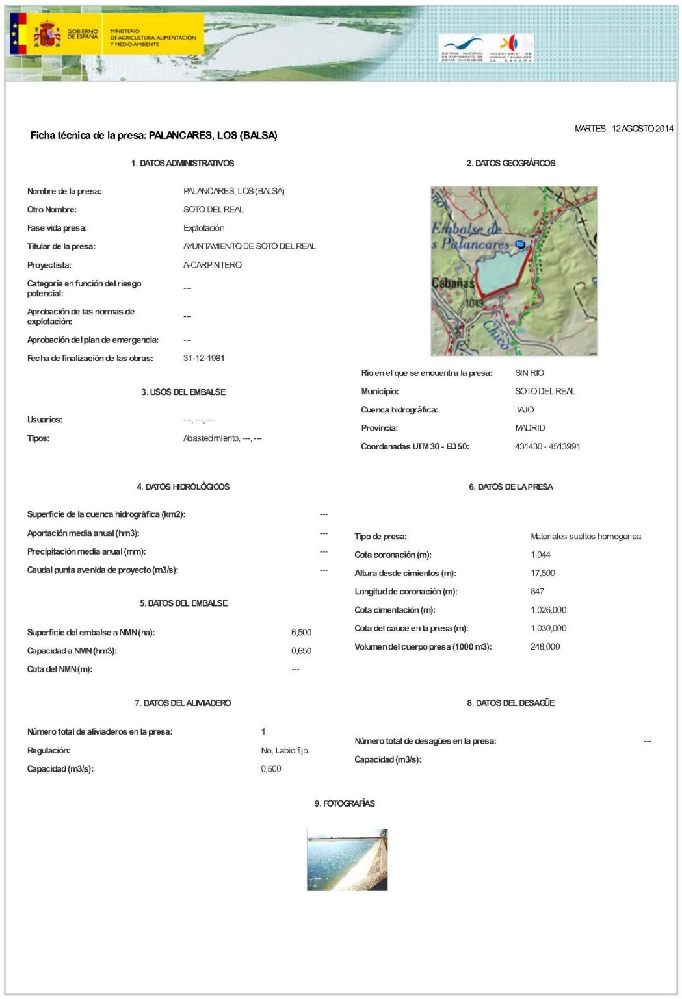 GOBIERNO
DE ESPAÑA
MINISTERIO
DE AGRICULTURA, ALIMENTACIÓN
Y MEDIO AMBIENTE
SISTEMA NACIONAL
DE CARTOGRAFÍA DE
ZONAS INUNDABLES
INVENTARIO DE
PRESAS Y EMBALSES
DE ESPAÑA
MARTES , 12 AGOSTO 2014
Ficha técnica de la presa: PALANCARES, LOS (BALSA)
1. DATOS ADMINISTRATIVOS
Nombre de la presa: PALANCARES, LOS (BALSA)
Otro Nombre: SOTO DEL REAL
Fase vida presa: Explotación
Titular de la presa: AYUNTAMIENTO DE SOTO DEL REAL
Proyectista: A-CARPINTERO
Categoría en función del riesgo
potencial: ---
Aprobación de las normas de
explotación: ---
Aprobación del plan de emergencia: ---
Fecha de finalización de las obras: 31-12-1981
2. DATOS GEOGRÁFICOS
Embalse de
s Palancares
Cabañas
1043
Chico
Rio en el que se encuentra la presa: SIN RIO
Municipio: SOTO DEL REAL
Cuenca hidrográfica: TAJO
Provincia: MADRID
Coordenadas UTM 30 - ED50: 431430 - 4513991
3. USOS DEL EMBALSE
Usuarios: ---, ---, ---
Tipos: Abastecimiento, ---, ---
4. DATOS HIDROLÓGICOS
Superficie de la cuenca hidrográfica (km2): ---
Aportación media anual (hm3): ---
Precipitación media anual (mm): ---
Caudal punta avenida de proyecto (m3/s): ---
5. DATOS DEL EMBALSE
Superficie del embalse a NMN (ha): 6,500
Capacidad a NMN (hm3): 0,650
Cota del NMN (m): ---
6. DATOS DE LA PRESA
Tipo de presa: Materiales sueltos homogenea
Cota coronación (m): 1.044
Altura desde cimientos (m): 17,500
Longitud de coronación (m): 847
Cota cimentación (m): 1.026,000
Cota del cauce en la presa (m): 1.030,000
Volumen del cuerpo presa (1000 m3): 248,000
7. DATOS DEL ALIVIADERO
Número total de aliviaderos en la presa: 1
Regulación: No, Labio fijo.
Capacidad (m3/s): 0,500
8. DATOS DEL DESAGÜE
Número total de desagües en la presa: ---
Capacidad (m3/s):
9. FOTOGRAFÍAS